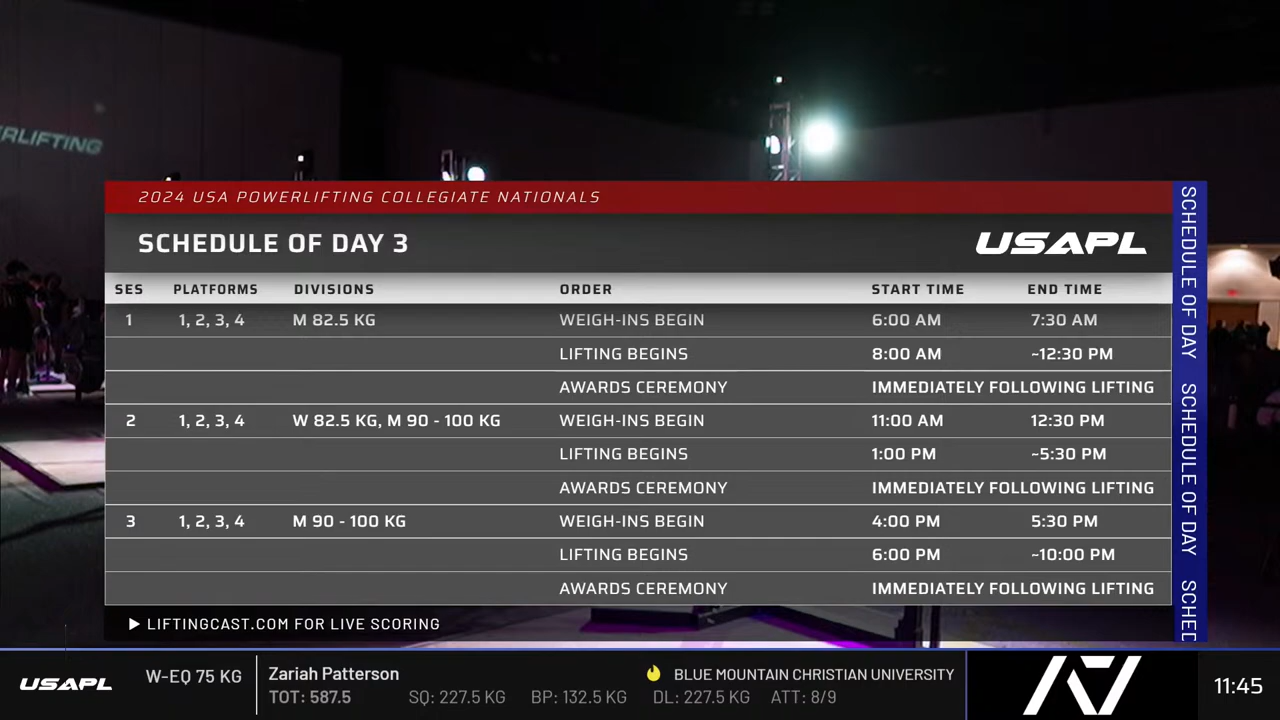 ERLIFTING
2024 USA POWERLIFTING COLLEGIATE NATIONALS
SCHEDULE OF DAY 3
USAPL
SES PLATFORMS DIVISIONS ORDER START TIME END TIME
1 1, 2, 3, 4 M 82.5 KG WEIGH-INS BEGIN 6:00 AM 7:30 AM
LIFTING BEGINS 8:00 AM ~12:30 PM
AWARDS CEREMONY IMMEDIATELY FOLLOWING LIFTING
2 1, 2, 3, 4 W 82.5 KG, M 90 - 100 KG WEIGH-INS BEGIN 11:00 AM 12:30 PM
LIFTING BEGINS 1:00 PM ~5:30 PM
AWARDS CEREMONY IMMEDIATELY FOLLOWING LIFTING
3 1, 2, 3, 4 M 90 - 100 KG WEIGH-INS BEGIN 4:00 PM 5:30 PM
LIFTING BEGINS 6:00 PM ~10:00 PM
AWARDS CEREMONY IMMEDIATELY FOLLOWING LIFTING
▶ LIFTINGCAST.COM FOR LIVE SCORING
SCHEDULE OF DAY SCHEDULE OF DAY SCHED
USAPL W-EQ 75 KG
Zariah Patterson BLUE MOUNTAIN CHRISTIAN UNIVERSITY
TOT: 587.5 SQ: 227.5 KG BP: 132.5 KG DL: 227.5 KG ATT: 8/9
11:45